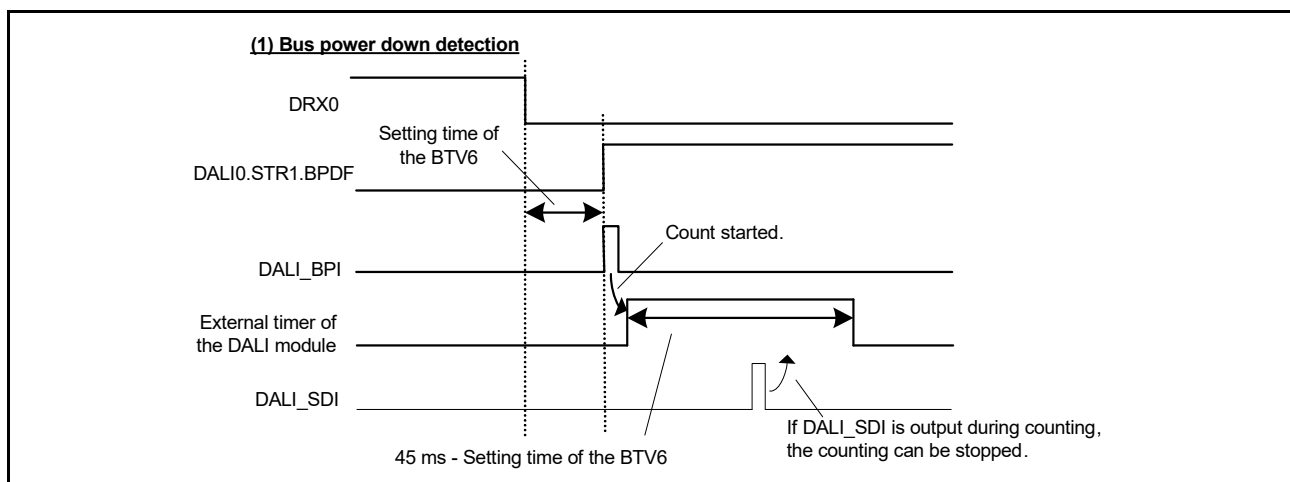 (1) Bus power down detection
DRX0
Setting time of
the BTV6
DALI0.STR1.BPDF
Count started.
DALI_BPI
External timer of
the DALI module
DALI_SDI
If DALI_SDI is output during counting,
the counting can be stopped.
45 ms - Setting time of the BTV6